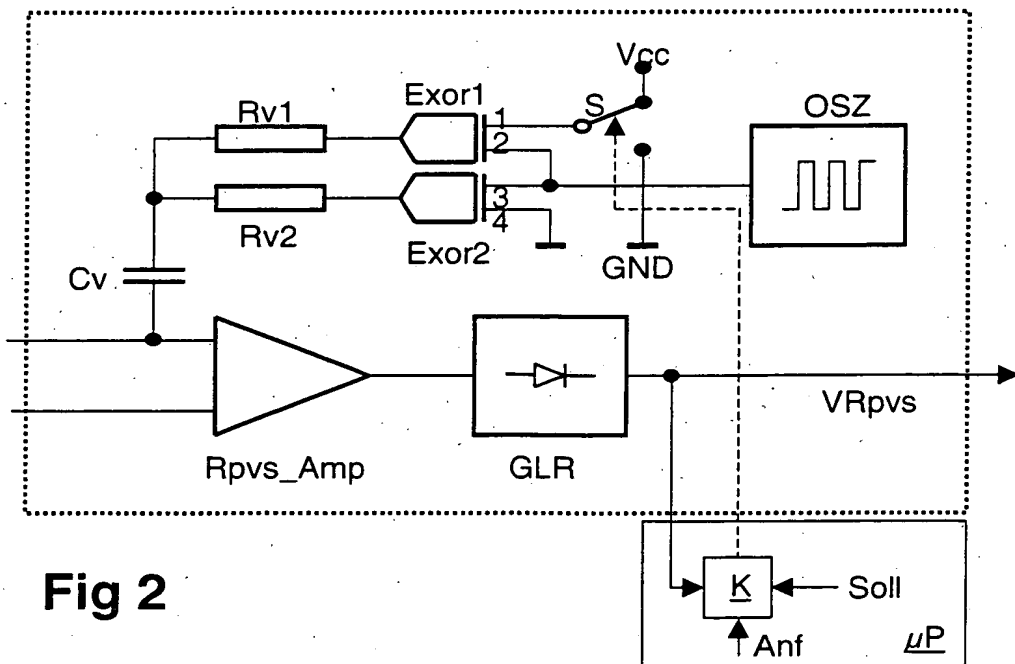 Vcc
Exor1
S
OSZ
Rv1
1
2
3
4
Rv2
Exor2
GND
Cv
VRpvs
Rpvs_Amp
GLR
Fig 2
K
Soll
Anf
µP